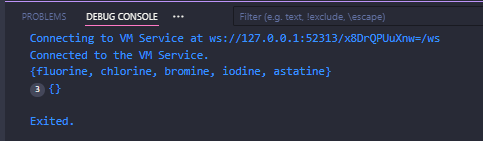 PROBLEMS
DEBUG CONSOLE
Filter (e.g. text, !exclude, \escape)
Connecting to VM Service at ws://127.0.0.1:52313/x8DrQPUuXnw=/ws
Connected to the VM Service.
{fluorine, chlorine, bromine, iodine, astatine}
3 {}
Exited.